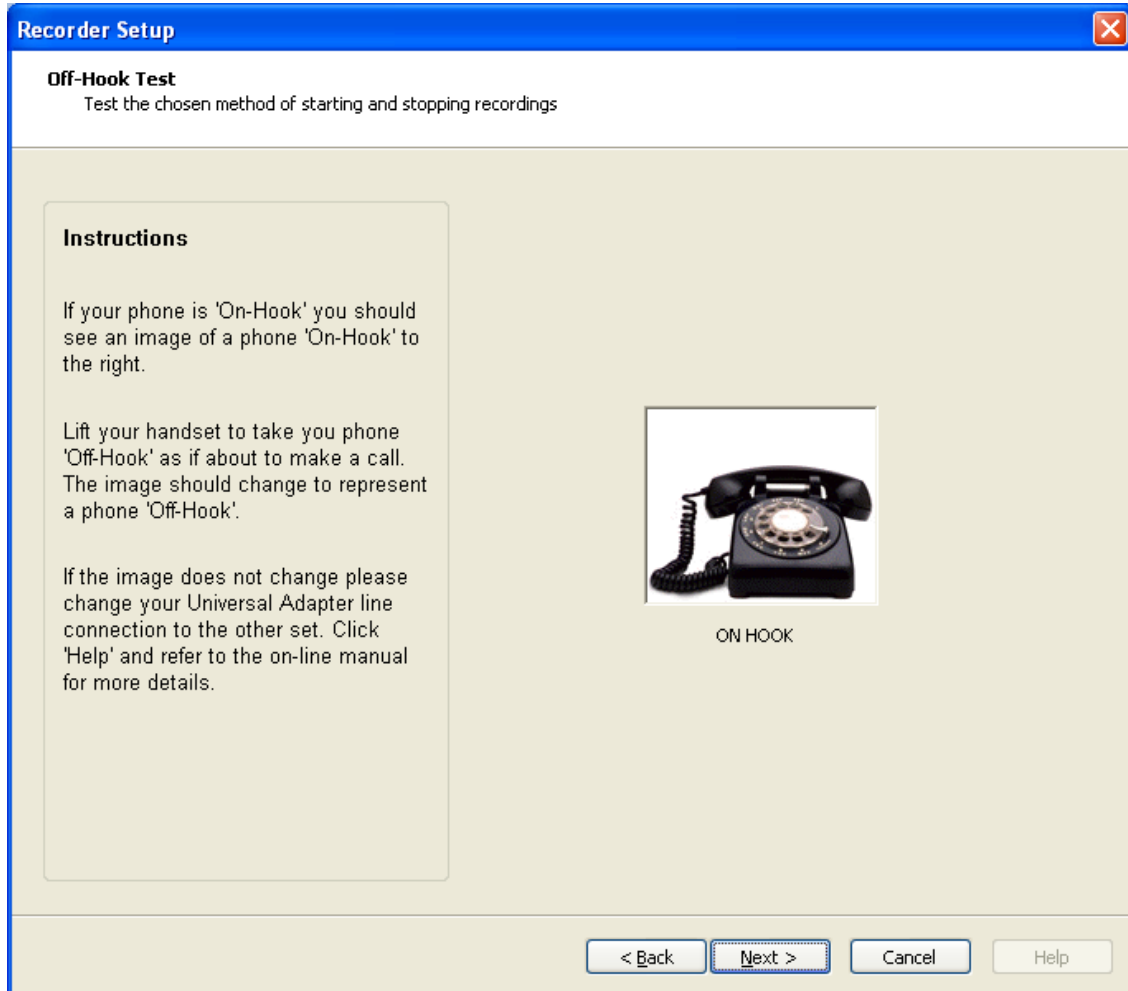 Recorder Setup
Off-Hook Test
Test the chosen method of starting and stopping recordings
Instructions
If your phone is 'On-Hook' you should
see an image of a phone 'On-Hook' to
the right.
Lift your handset to take you phone
'Off-Hook' as if about to make a call.
The image should change to represent
a phone 'Off-Hook'.
If the image does not change please
change your Universal Adapter line
connection to the other set. Click
'Help' and refer to the on-line manual
for more details.
ON HOOK
< Back
Next >
Cancel
Help